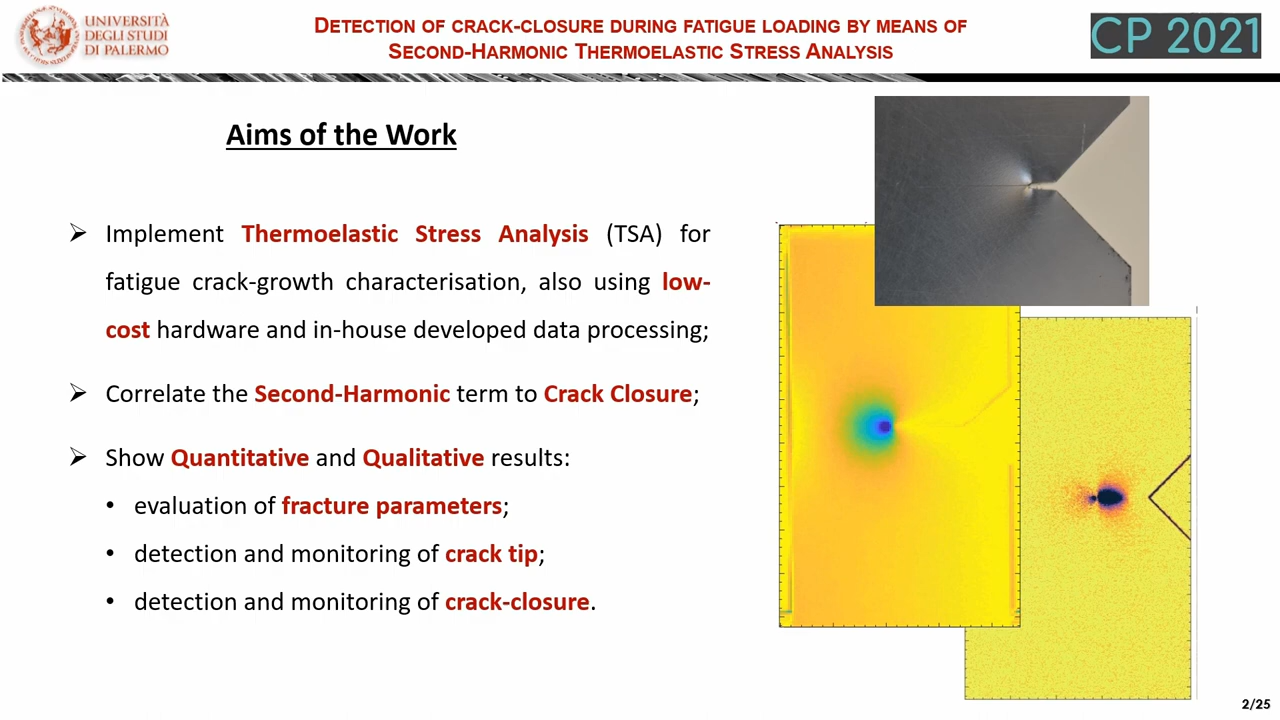 UNIVERSITÀ
DEGLI STUDI
DI PALERMO
DETECTION OF CRACK-CLOSURE DURING FATIGUE LOADING BY MEANS OF
SECOND-HARMONIC THERMOELASTIC STRESS ANALYSIS
CP 2021
Aims of the Work
➢ Implement Thermoelastic Stress Analysis (TSA) for
fatigue crack-growth characterisation, also using low-
cost hardware and in-house developed data processing;
➢ Correlate the Second-Harmonic term to Crack Closure;
➢ Show Quantitative and Qualitative results:
• evaluation of fracture parameters;
• detection and monitoring of crack tip;
• detection and monitoring of crack-closure.
2/25